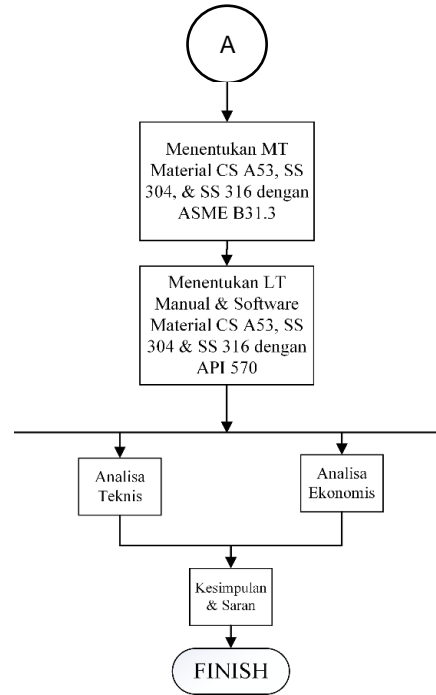 A
Menentukan MT
Material CS A53, SS
304, & SS 316 dengan
ASME B31.3
Menentukan LT
Manual & Software
Material CS A53, SS
304 & SS 316 dengan
API 570
Analisa
Teknis
Analisa
Ekonomis
Kesimpulan
& Saran
FINISH